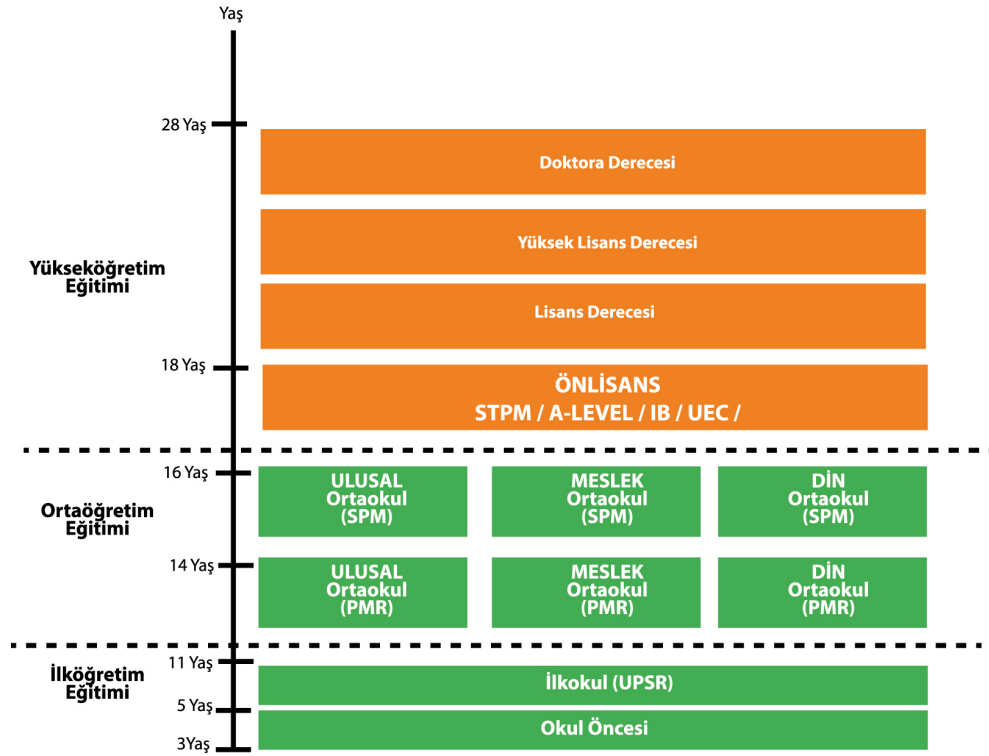 Yaş
28 Yaş
Doktora Derecesi
Yüksek Lisans Derecesi
Yükseköğretim
Eğitimi
Lisans Derecesi
18 Yaş
ÖNLİSANS
STPM / A-LEVEL / IB / UEC /
16 Yaş
ULUSAL
Ortaokul
(SPM)
MESLEK
Ortaokul
(SPM)
DİN
Ortaokul
(SPM)
Ortaöğretim
Eğitimi
14 Yaş
ULUSAL
Ortaokul
(PMR)
MESLEK
Ortaokul
(PMR)
DİN
Ortaokul
(PMR)
11 Yaş
İlköğretim
Eğitimi
İlkokul (UPSR)
5 Yaş
Okul Öncesi
3Yaş